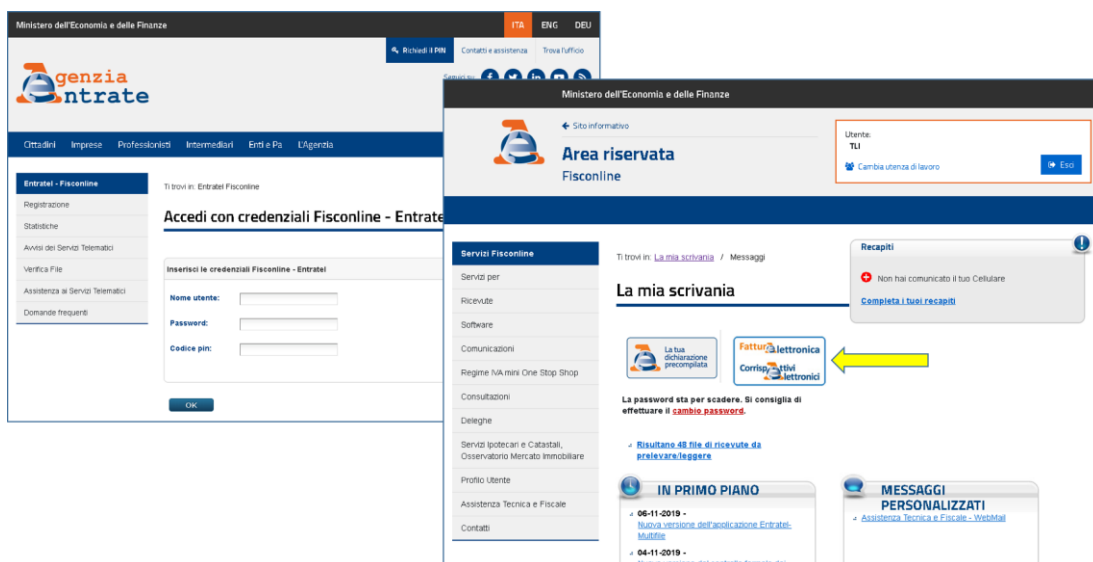 Ministero dell'Economia e delle Finanze
ITA ENG DEU
Richiedi il PIN Contatti e assistenza Trova l'ufficio
Seguici su
Agenzia
Entrate
Cittadini Imprese Professionisti Intermediari Enti e Pa L'Agenzia
Entratel - Fisconline
Registrazione
Statistiche
Avvisi dei Servizi Telematici
Verifica File
Assistenza ai Servizi Telematici
Domande frequenti
Ti trovi in: Entratel Fisconline
Accedi con credenziali Fisconline - Entrate
Inserisci le credenziali Fisconline - Entratel
Nome utente:
Password:
Codice pin:
OK
Ministero dell'Economia e delle Finanze
Sito informativo
Area riservata
Fisconline
Utente:
TLI
Cambia utenza di lavoro
Esci
Servizi Fisconline
Servizi per
Ricevute
Software
Comunicazioni
Regime IVA mini One Stop Shop
Consultazioni
Deleghe
Servizi Ipotecari e Catastali,
Osservatorio Mercato Immobiliare
Profilo Utente
Assistenza Tecnica e Fiscale
Contatti
Ti trovi in: La mia scrivania / Messaggi
La mia scrivania
Recapiti
Non hai comunicato il tuo Cellulare
Completa i tuoi recapiti
La tua
dichiarazione
precompilata
Fattura elettronica
Corrispettivi
elettronici
La password sta per scadere. Si consiglia di
effettuare il cambio password.
Risultano 48 file di ricevute da
prelevare/leggere
IN PRIMO PIANO
06-11-2019 -
Nuova versione dell'applicazione Entratel-
Multifile
04-11-2019 -
MESSAGGI
PERSONALIZZATI
Assistenza Tecnica e Fiscale - WebMail